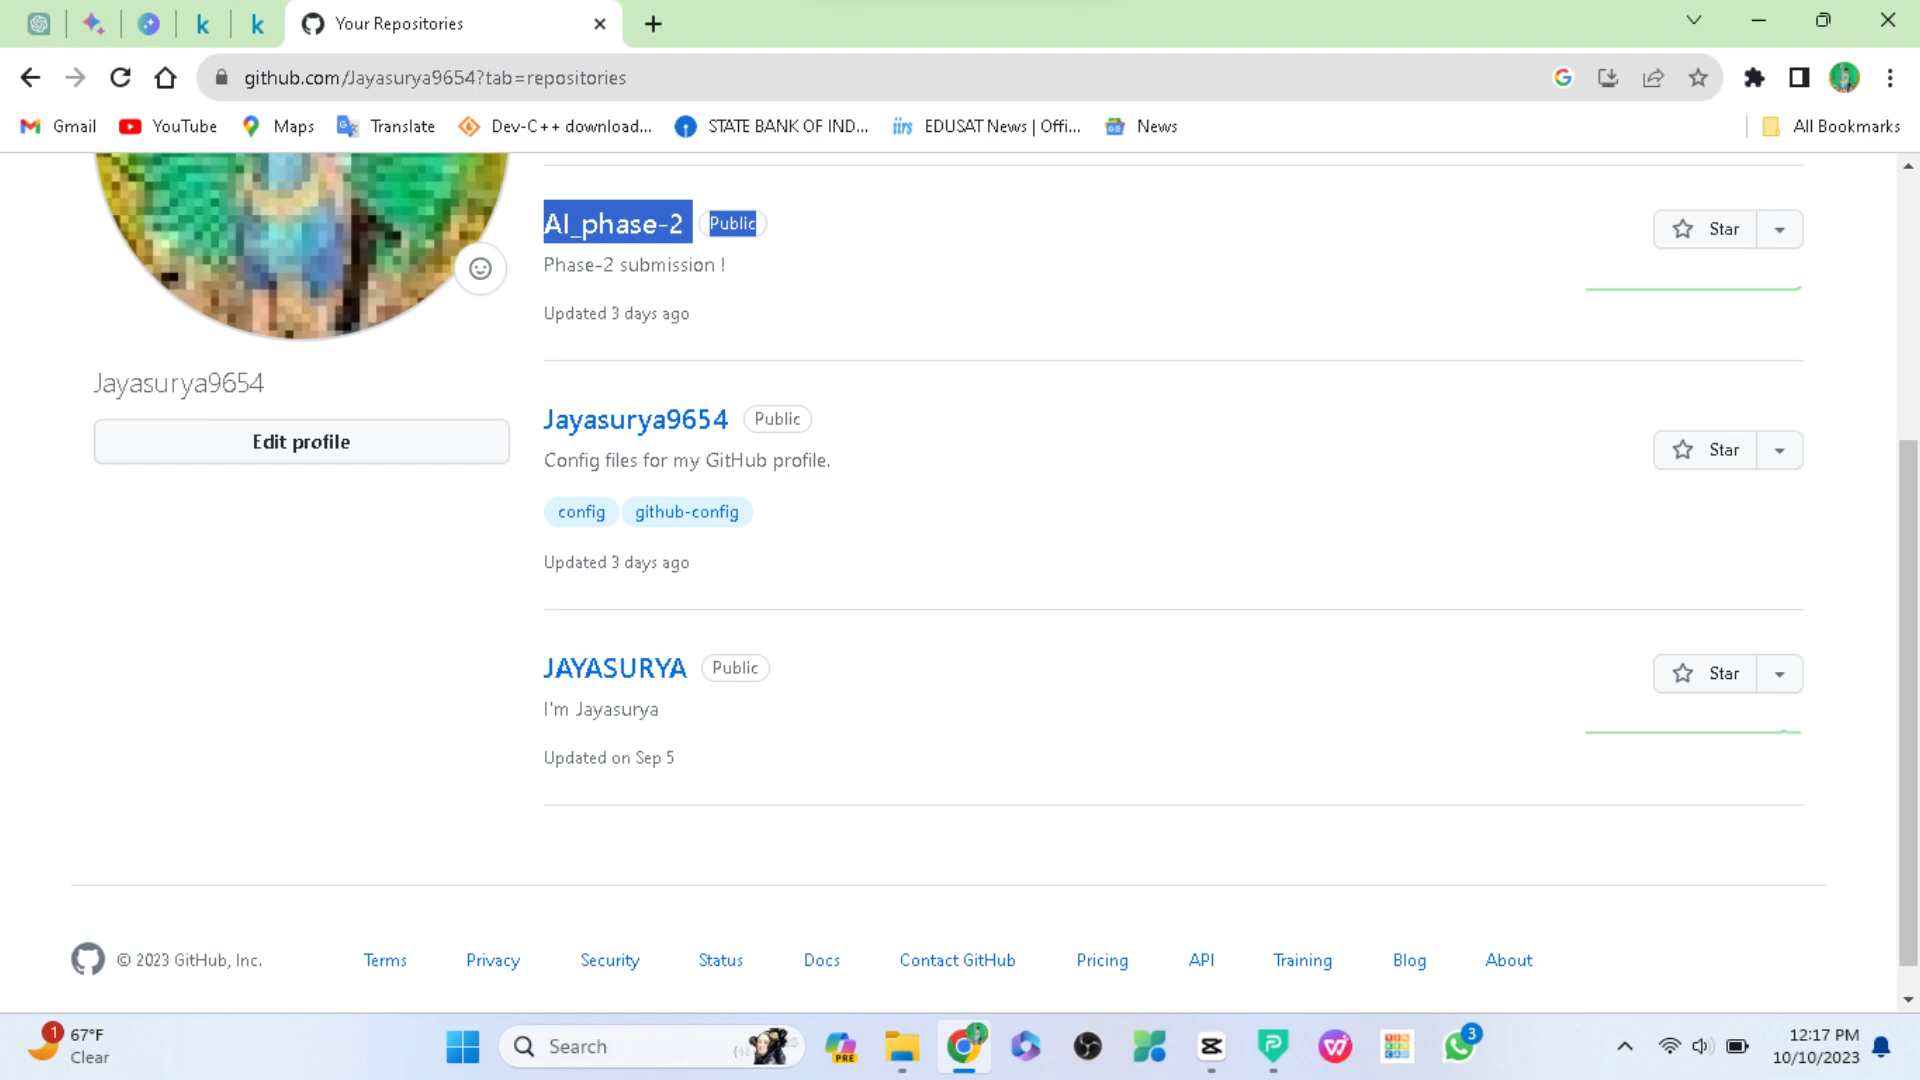 k
k
Your Repositories
github.com/Jayasurya9654?tab=repositories
Gmail
YouTube
Maps
Translate
Dev-C++ download...
STATE BANK OF IND...
iirs
EDUSAT News | Offi...
News
All Bookmarks
AI_phase-2
Public
Star
Phase-2 submission !
Updated 3 days ago
Jayasurya9654
Edit profile
Jayasurya9654
Public
Star
Config files for my GitHub profile.
config
github-config
Updated 3 days ago
JAYASURYA
Public
Star
I'm Jayasurya
Updated on Sep 5
© 2023 GitHub, Inc.
Terms
Privacy
Security
Status
Docs
Contact GitHub
Pricing
API
Training
Blog
About
1
67°F
Clear
Search
PRE
3
12:17 PM
10/10/2023